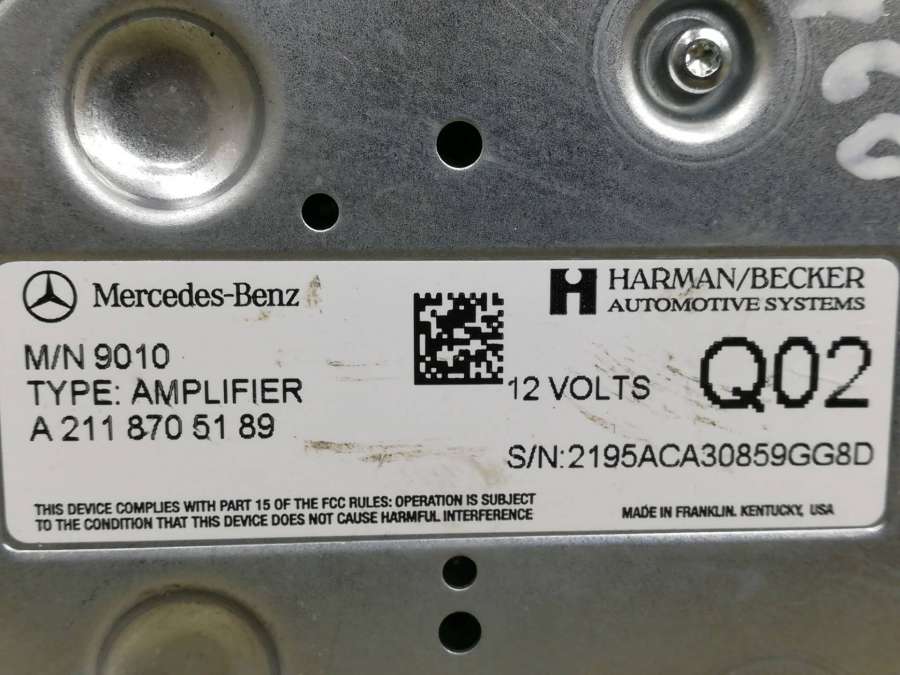 Mercedes-Benz
HARMAN/BECKER
AUTOMOTIVE SYSTEMS
M/N 9010
TYPE: AMPLIFIER
A 211 870 51 89
12 VOLTS
Q02
S/N:2195ACA30859GG8D
THIS DEVICE COMPLIES WITH PART 15 OF THE FCC RULES: OPERATION IS SUBJECT
TO THE CONDITION THAT THIS DEVICE DOES NOT CAUSE HARMFUL INTERFERENCE
MADE IN FRANKLIN. KENTUCKY, USA